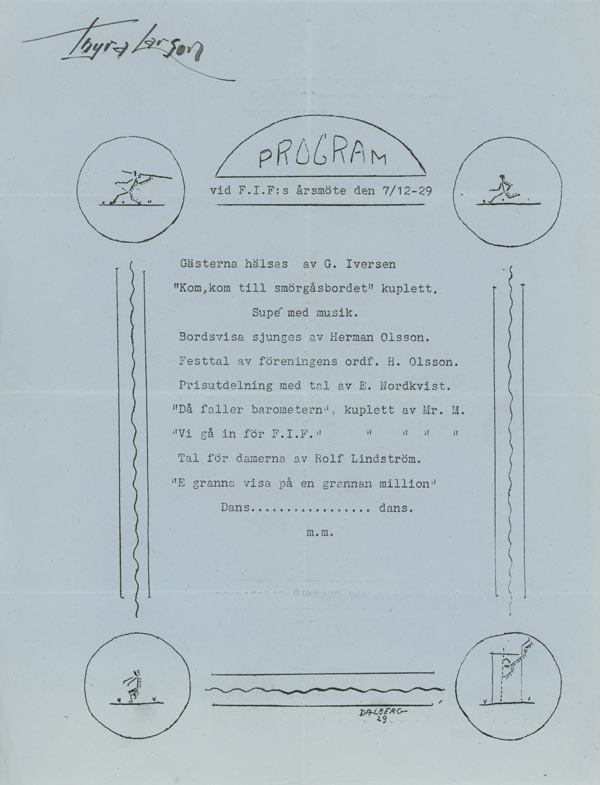 Thyra Larson
PROGRAM
vid F.I.F:s årsmöte den 7/12-29
Gästerna hälsas av G. Iversen
"Kom,kom till smörgåsbordet" kuplett.
Supé med musik.
Bordsvisa sjunges av Herman Olsson.
Festtal av föreningens ordf. H. Olsson.
Prisutdelning med tal av E. Nordkvist.
"Då faller barometern", kuplett av Mr. M.
"Vi gå in för F.I.F." " " " "
Tal för damerna av Rolf Lindström.
"E granna visa på en grannan million"
Dans................. dans.
m.m.
DALBERG
29